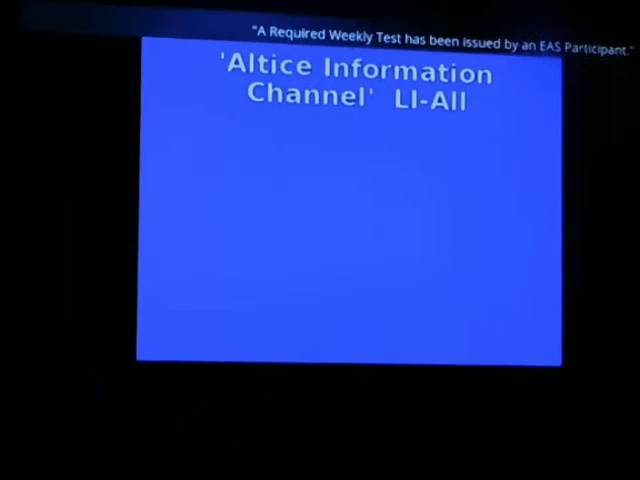 "A Required Weekly Test has been issued by an EAS Participant."
'Altice Information
Channel' LI-All